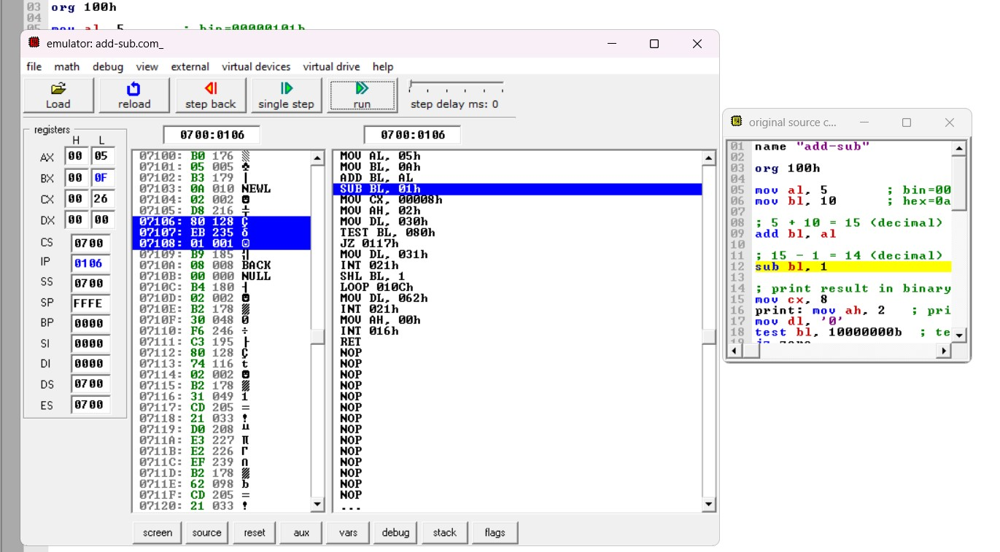 03 org 100h
04
05 mov al, 5 ; bin=00000101b
emulator: add-sub.com_
file math debug view external virtual devices virtual drive help
Load reload step back single step run step delay ms: 0
registers
H L
AX 00 05
BX 00 0F
CX 00 26
DX 00 00
CS 0700
IP 0106
SS 0700
SP FFFE
BP 0000
SI 0000
DI 0000
DS 0700
ES 0700
0700:0106
07100: B0 176 ▒
07101: 05 005 ♣
07102: B3 179 │
07103: 0A 010 NEWL
07104: 02 002 ☻
07105: D8 216 ╪
07106: 80 128 Ç
07107: EB 235 δ
07108: 01 001 ☺
07109: B9 185 ╣
0710A: 08 008 BACK
0710B: 00 000 NULL
0710C: B4 180 ┤
0710D: 02 002 ☻
0710E: B2 178 ▓
0710F: 30 048 0
07110: F6 246 ÷
07111: C3 195 ├
07112: 80 128 Ç
07113: 74 116 t
07114: 02 002 ☻
07115: B2 178 ▓
07116: 31 049 1
07117: CD 205 =
07118: 21 033 !
07119: D0 208 ╨
0711A: E3 227 π
0711B: E2 226 Γ
0711C: EF 239 ∩
0711D: B2 178 ▓
0711E: 62 098 b
0711F: CD 205 =
07120: 21 033 !
0700:0106
MOV AL, 05h
MOV BL, 0Ah
ADD BL, AL
SUB BL, 01h
MOV CX, 00008h
MOV AH, 02h
MOV DL, 030h
TEST BL, 080h
JZ 0117h
MOV DL, 031h
INT 021h
SHL BL, 1
LOOP 010Ch
MOV DL, 062h
INT 021h
MOV AH, 00h
INT 016h
RET
NOP
NOP
NOP
NOP
NOP
NOP
NOP
NOP
NOP
NOP
NOP
NOP
NOP
NOP
...
screen source reset aux vars debug stack flags
original source c...
01 name "add-sub"
02
03 org 100h
04
05 mov al, 5 ; bin=00
06 mov bl, 10 ; hex=0a
07
08 ; 5 + 10 = 15 (decimal)
09 add bl, al
10
11 ; 15 - 1 = 14 (decimal)
12 sub bl, 1
13
14 ; print result in binary
15 mov cx, 8
16 print: mov ah, 2 ; pri
17 mov dl, '0'
18 test bl, 10000000b ; te
19 jz zero